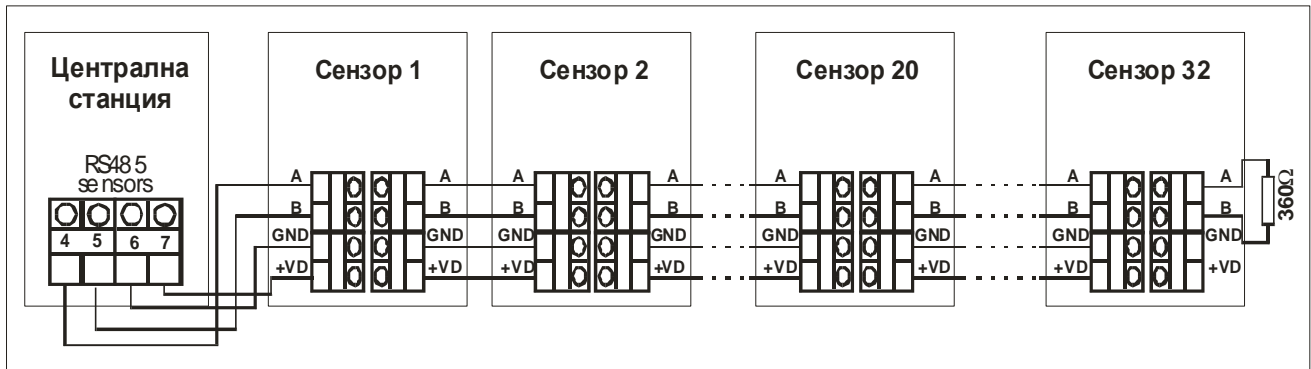 Централна
станция
RS485
sensors
4 5 6 7
Сензор 1
A A
B B
GND GND
+VD +VD
Сензор 2
A A
B B
GND GND
+VD +VD
Сензор 20
A A
B B
GND GND
+VD +VD
Сензор 32
A A
B B
GND GND
+VD +VD
360Ω